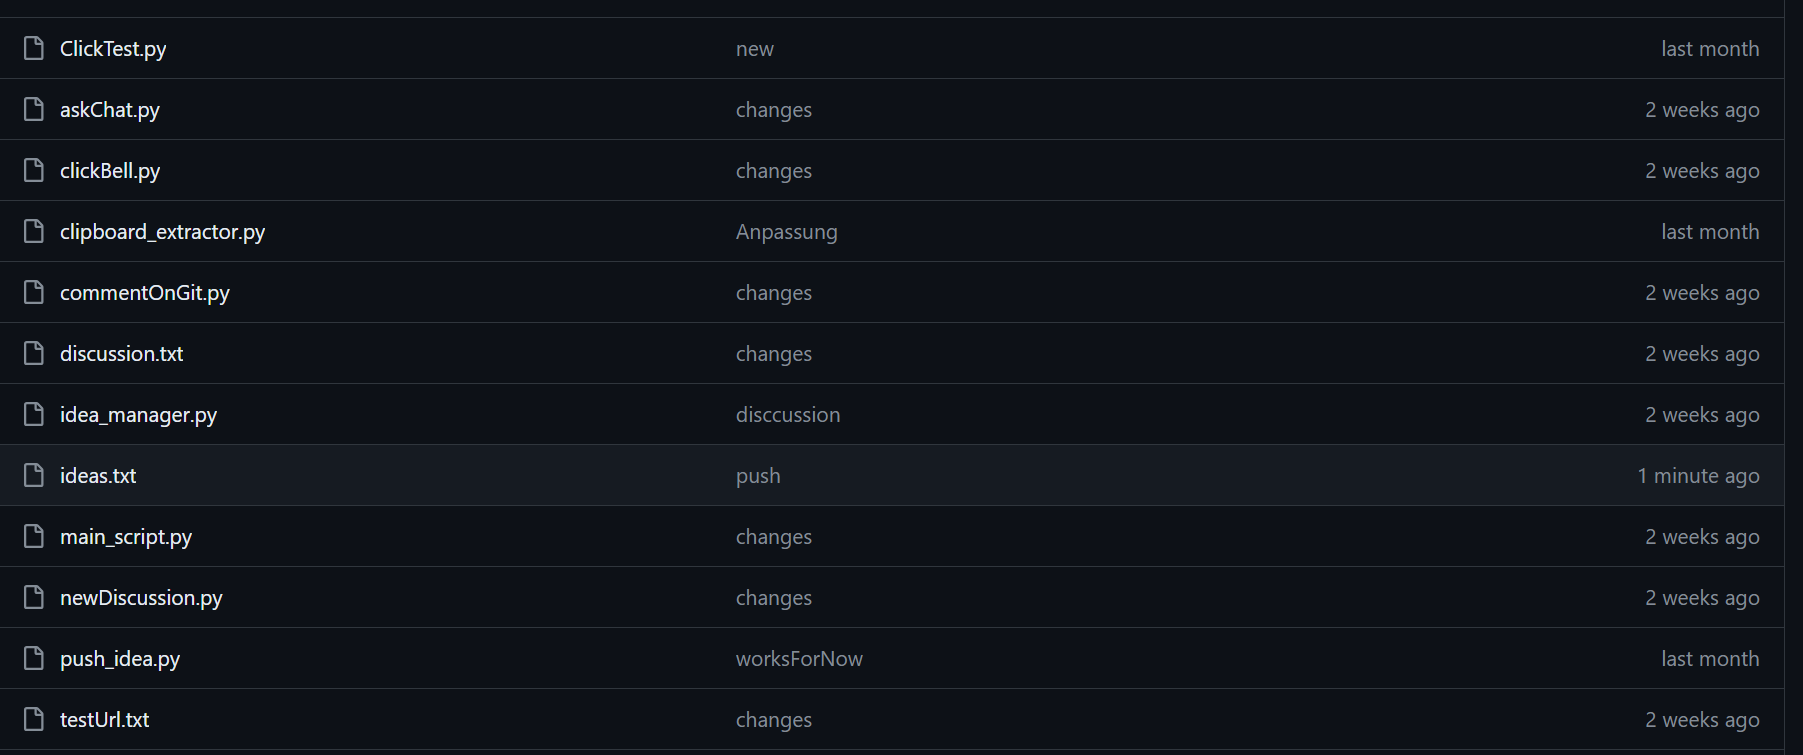 ClickTest.py new last month
askChat.py changes 2 weeks ago
clickBell.py changes 2 weeks ago
clipboard_extractor.py Anpassung last month
commentOnGit.py changes 2 weeks ago
discussion.txt changes 2 weeks ago
idea_manager.py disccussion 2 weeks ago
ideas.txt push 1 minute ago
main_script.py changes 2 weeks ago
newDiscussion.py changes 2 weeks ago
push_idea.py worksForNow last month
testUrl.txt changes 2 weeks ago